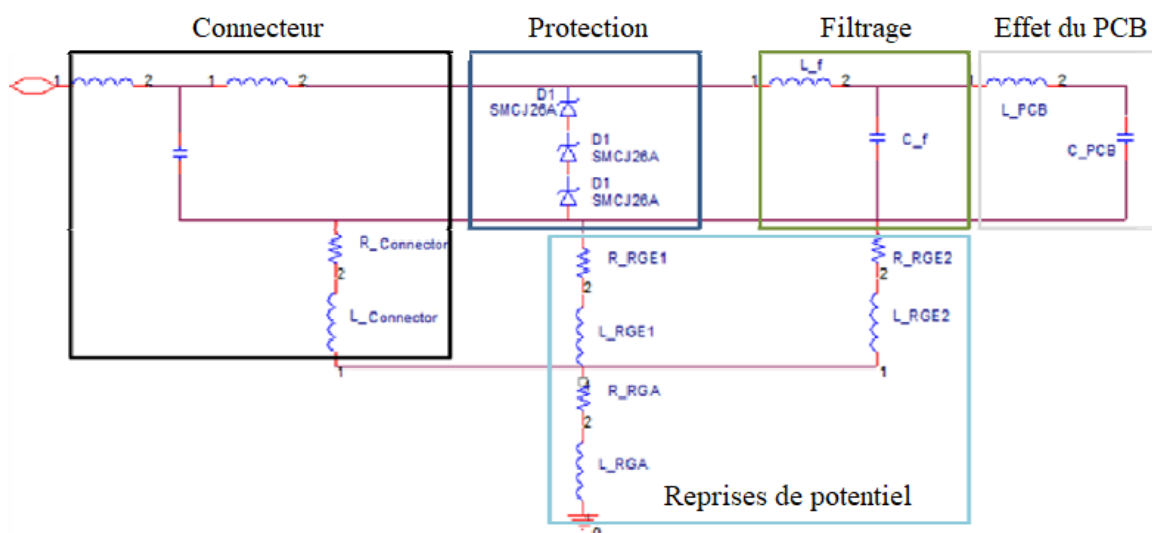 Connecteur
Protection
Filtrage
Effet du PCB
1
2
1
2
D1
SMCJ26A
D1
SMCJ26A
D1
SMCJ26A
1
L_f
2
C_f
1
2
L_PCB
C_PCB
R_Connector
2
L_Connector
1
R_RGE1
2
L_RGE1
R_RGE2
2
L_RGE2
1
R_RGA
2
L_RGA
Reprises de potentiel